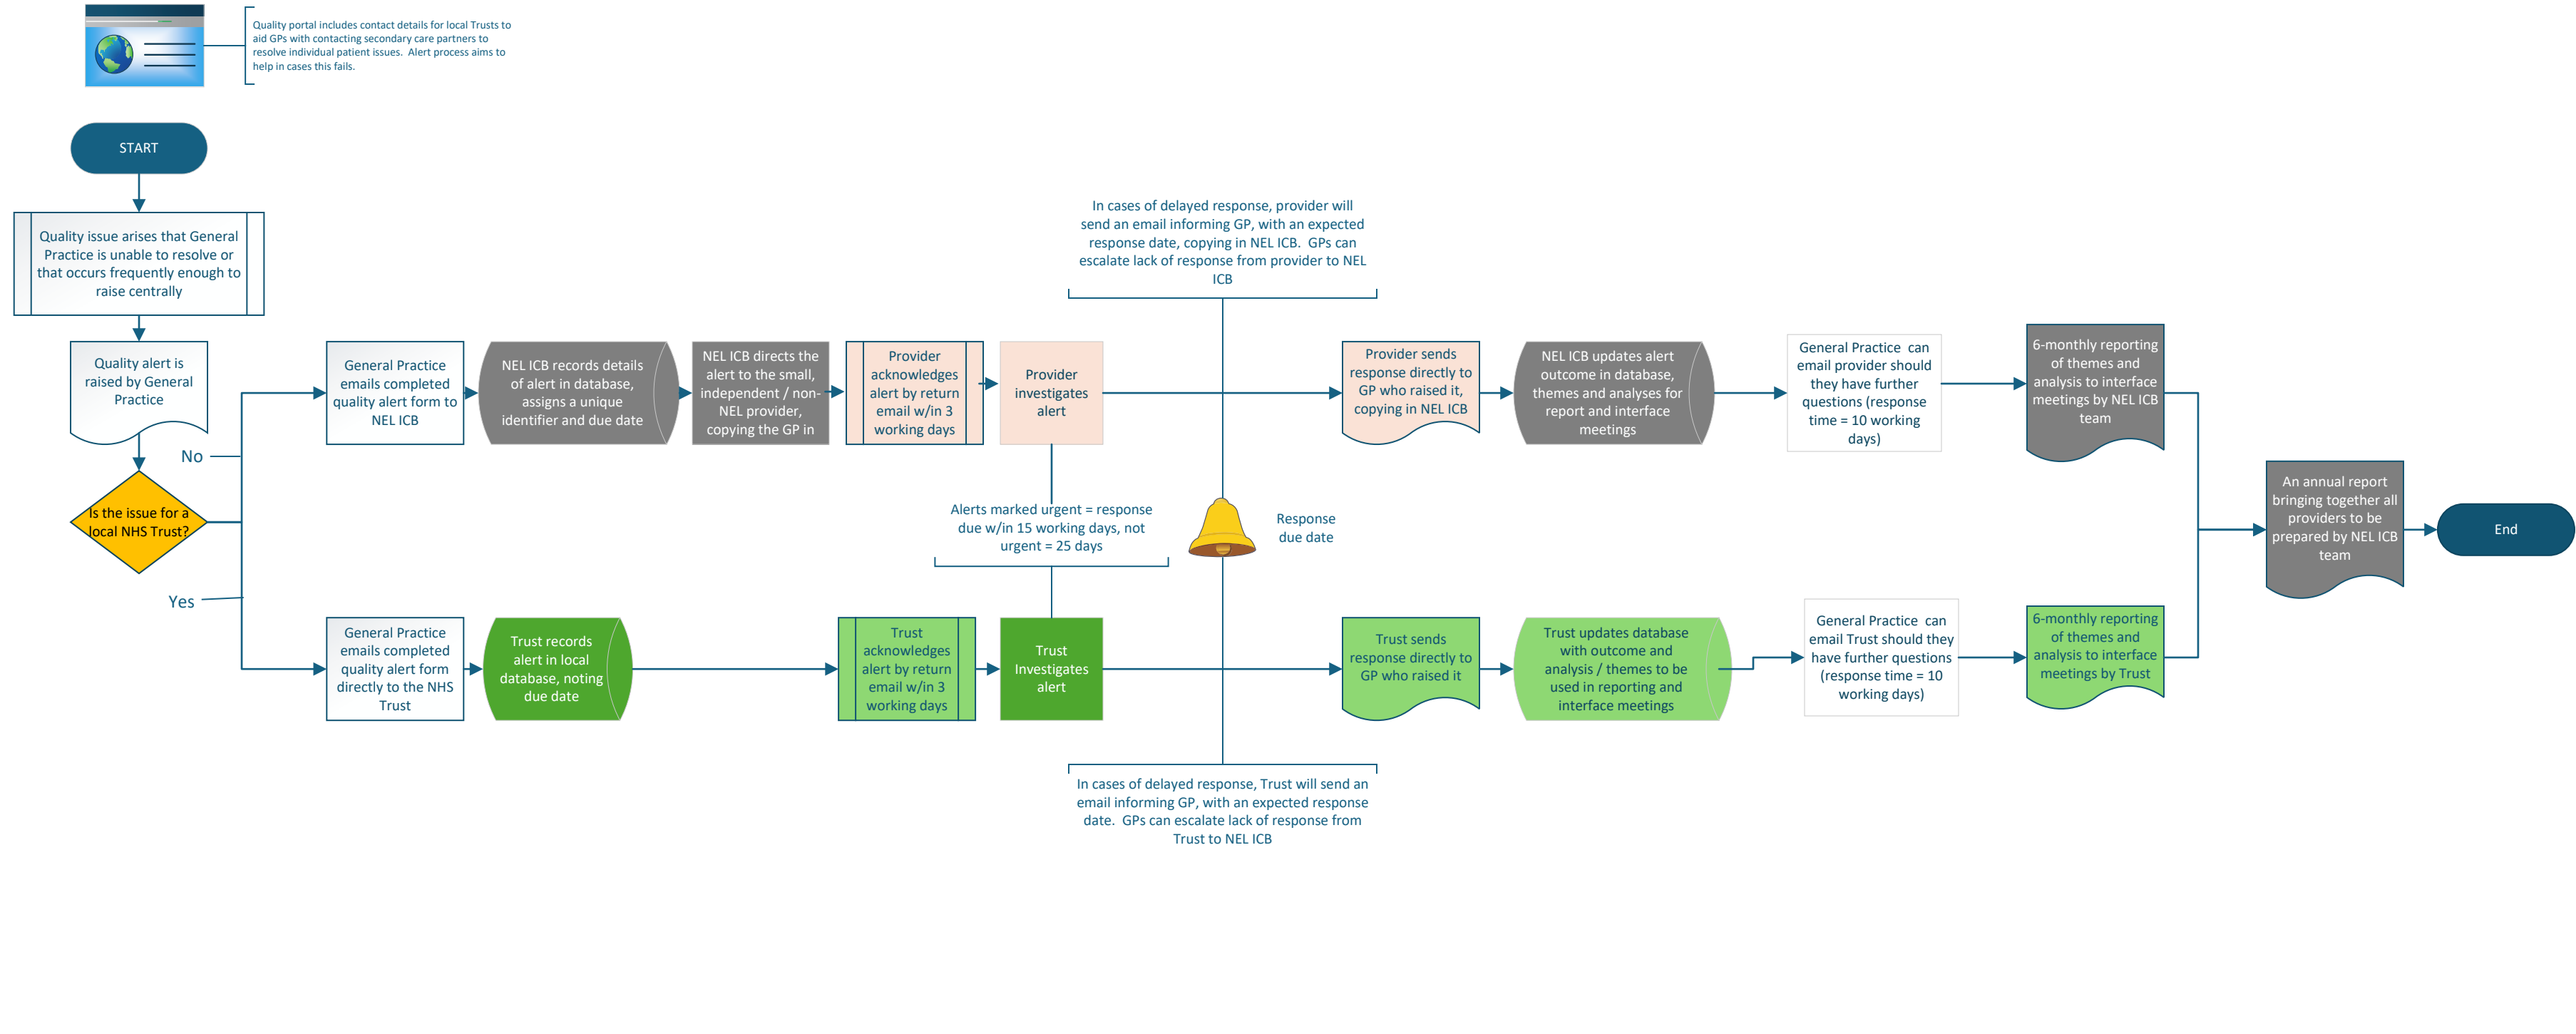 Quality portal includes contact details for local Trusts to
aid GPs with contacting secondary care partners to
resolve individual patient issues.  Alert process aims to
help in cases this fails.
START
Quality issue arises that General
Practice is unable to resolve or
that occurs frequently enough to
raise centrally
Quality alert is
raised by General
Practice
Is the issue for a
local NHS Trust?
No
Yes
General Practice
emails completed
quality alert form to
NEL ICB
NEL ICB records details
of alert in database,
assigns a unique
identifier and due date
NEL ICB directs the
alert to the small,
independent / non-
NEL provider,
copying the GP in
Provider
acknowledges
alert by return
email w/in 3
working days
Provider
investigates
alert
In cases of delayed response, provider will
send an email informing GP, with an expected
response date, copying in NEL ICB.  GPs can
escalate lack of response from provider to NEL
ICB
Provider sends
response directly to
GP who raised it,
copying in NEL ICB
NEL ICB updates alert
outcome in database,
themes and analyses for
report and interface
meetings
General Practice  can
email provider should
they have further
questions (response
time = 10 working
days)
6-monthly reporting
of themes and
analysis to interface
meetings by NEL ICB
team
Alerts marked urgent = response
due w/in 15 working days, not
urgent = 25 days
Response
due date
General Practice
emails completed
quality alert form
directly to the NHS
Trust
Trust records
alert in local
database, noting
due date
Trust
acknowledges
alert by return
email w/in 3
working days
Trust
Investigates
alert
Trust sends
response directly to
GP who raised it
Trust updates database
with outcome and
analysis / themes to be
used in reporting and
interface meetings
General Practice  can
email Trust should they
have further questions
(response time = 10
working days)
6-monthly reporting
of themes and
analysis to interface
meetings by Trust
In cases of delayed response, Trust will send an
email informing GP, with an expected response
date.  GPs can escalate lack of response from
Trust to NEL ICB
An annual report
bringing together all
providers to be
prepared by NEL ICB
team
End